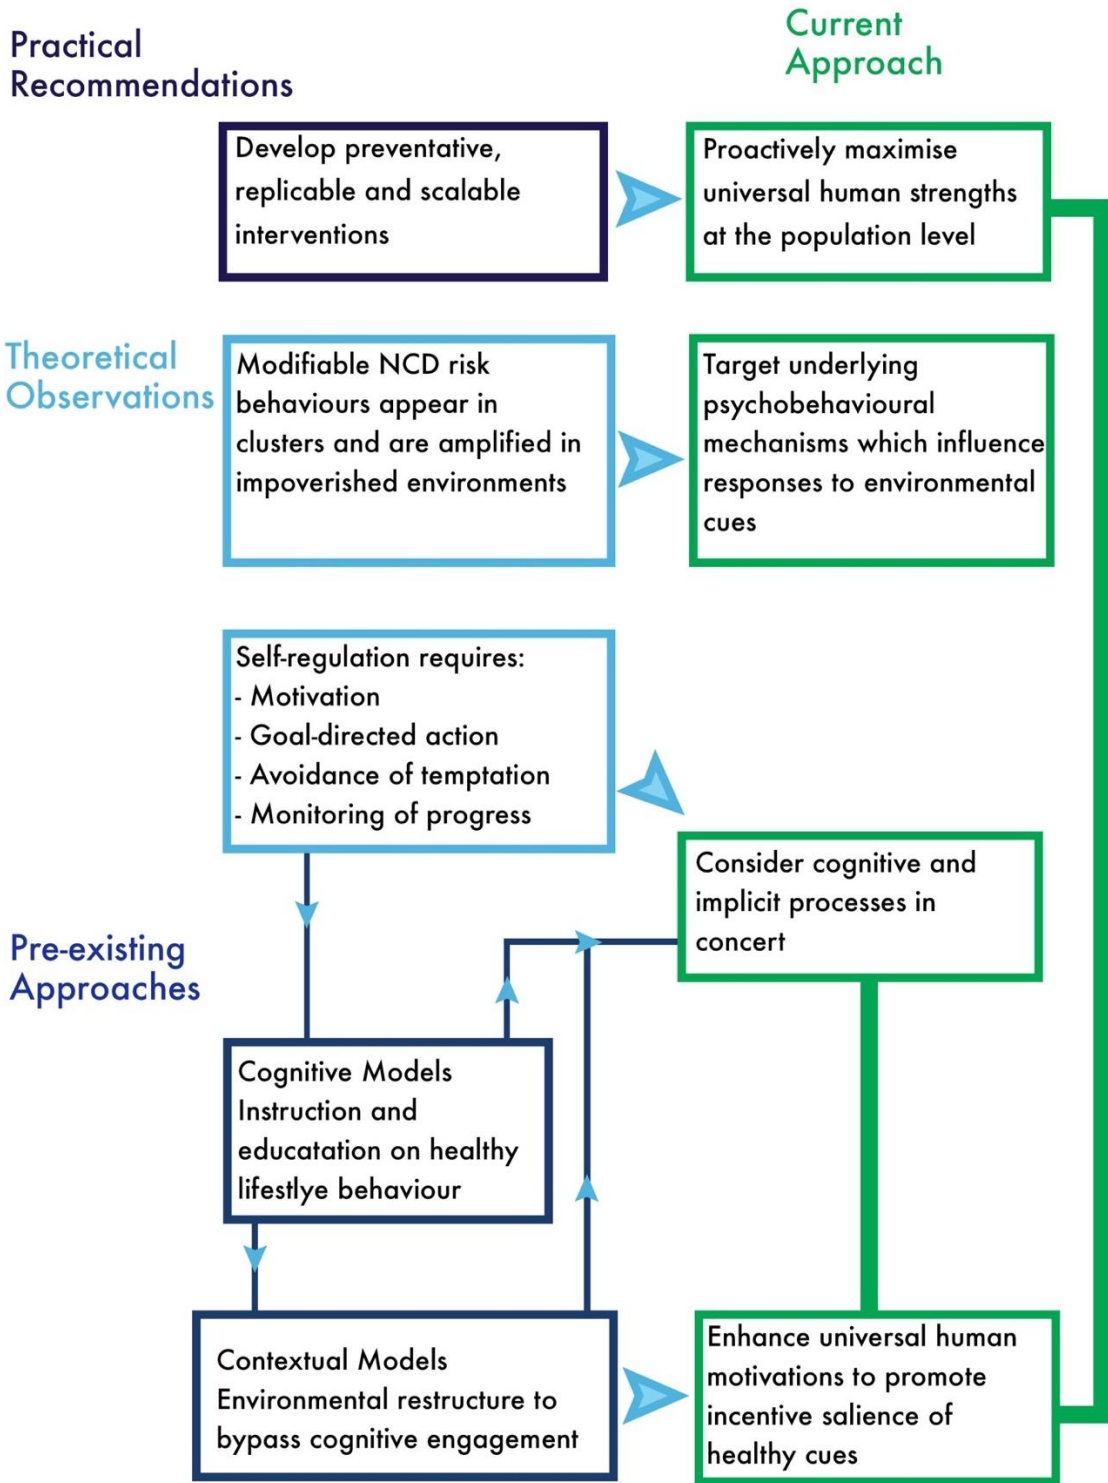 Practical
Recommendations
Current
Approach
Develop preventative,
replicable and scalable
interventions
Proactively maximise
universal human strengths
at the population level
Theoretical
Observations
Modifiable NCD risk
behaviours appear in
clusters and are amplified in
impoverished environments
Target underlying
psychobehavioural
mechanisms which influence
responses to environmental
cues
Self-regulation requires:
- Motivation
- Goal-directed action
- Avoidance of temptation
- Monitoring of progress
Consider cognitive and
implicit processes in
concert
Pre-existing
Approaches
Cognitive Models
Instruction and
educatation on healthy
lifestlye behaviour
Contextual Models
Environmental restructure to
bypass cognitive engagement
Enhance universal human
motivations to promote
incentive salience of
healthy cues